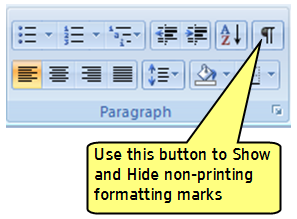 A
Z
¶
Paragraph
Use this button to Show
and Hide non-printing
formatting marks